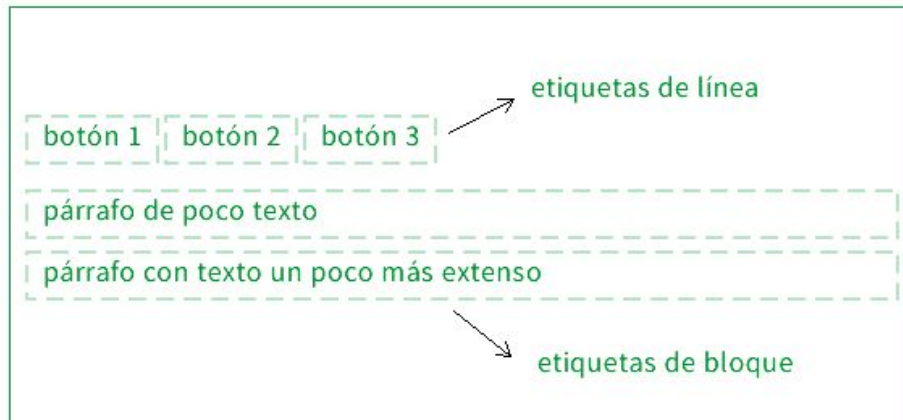 etiquetas de línea
botón 1 botón 2 botón 3
párrafo de poco texto
párrafo con texto un poco más extenso
etiquetas de bloque